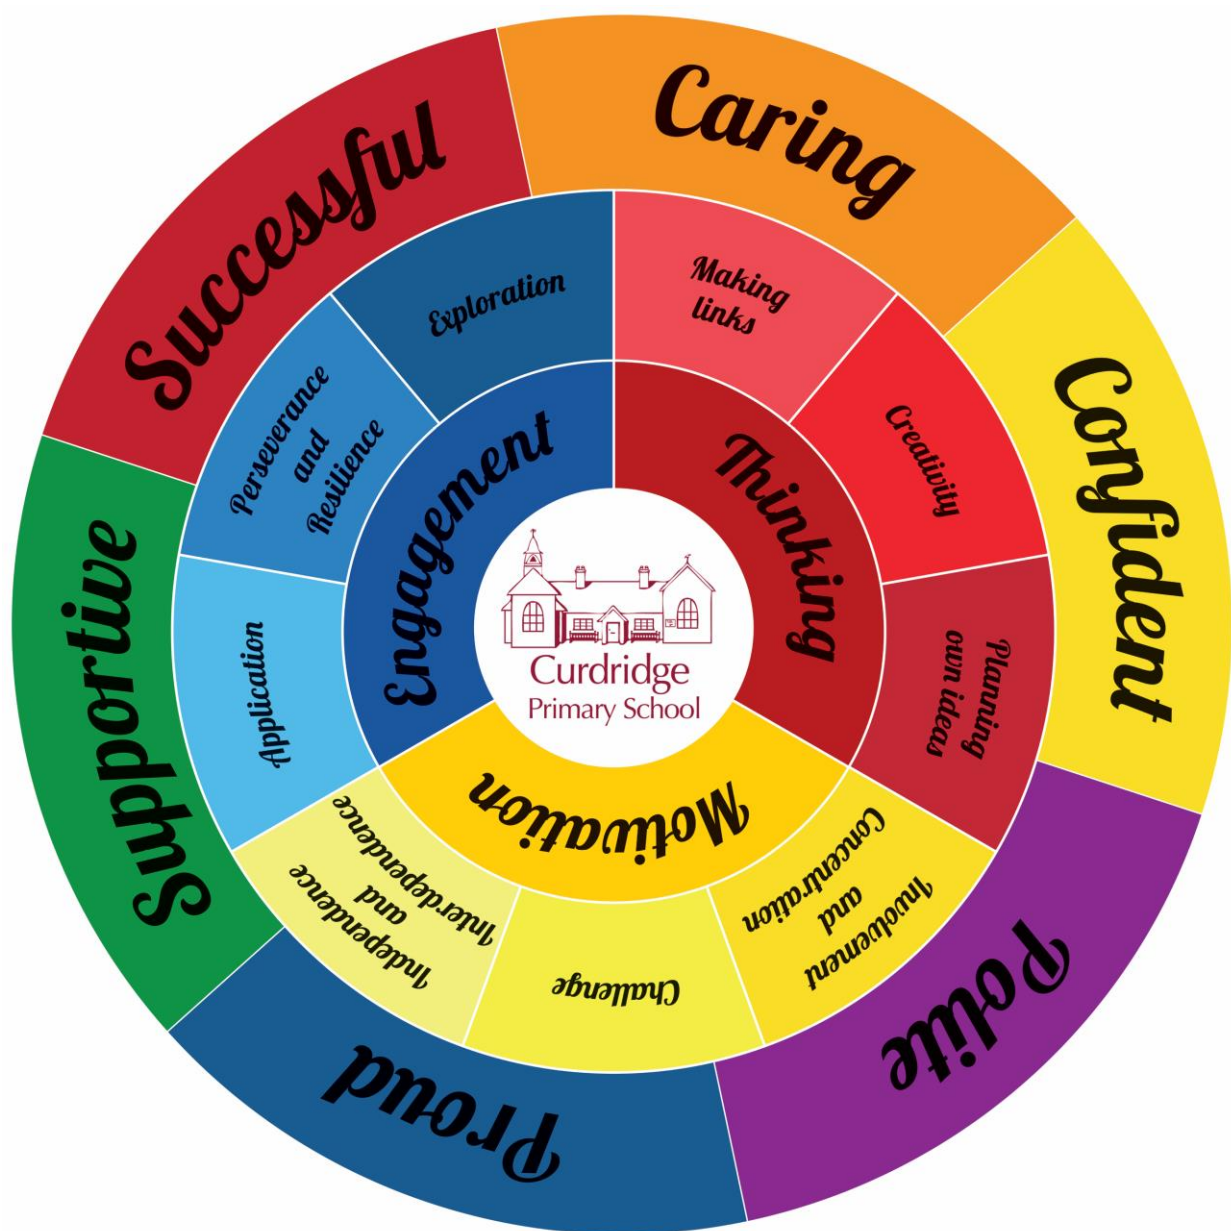 Caring
Confident
Polite
Proud
Supportive
Successful
Making
links
Creativity
Planning
own ideas
Involvement
and
Concentration
Challenge
Independence
and
Interdependence
Application
Perseverance
and
Resilience
Exploration
Thinking
Motivation
Engagement
Curdridge
Primary School